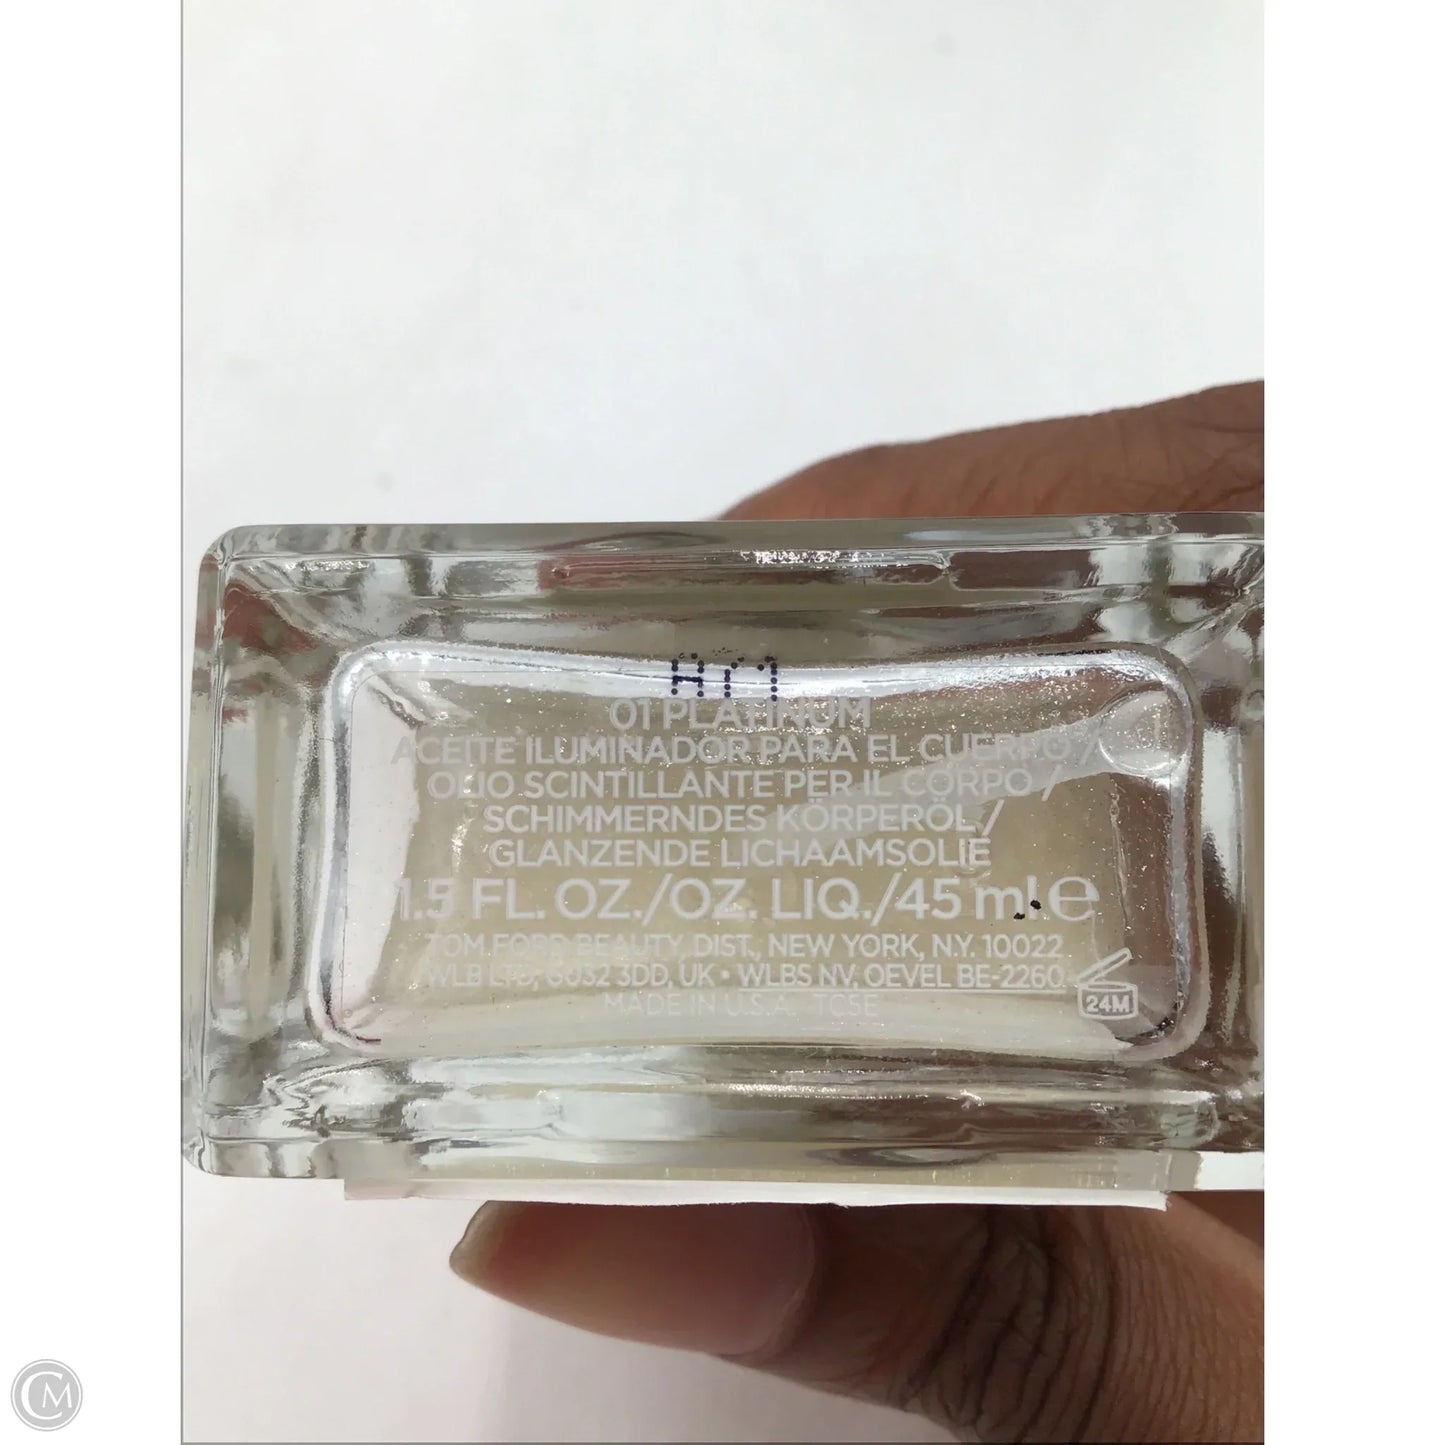 01 PLATINUM
ACEITE ILUMINADOR PARA EL CUERPO /
OLIO SCINTILLANTE PER IL CORPO /
SCHIMMERNDES KÖRPERÖL /
GLANZENDE LICHAAMSOLIE
1.5 FL. OZ./OZ. LIQ./45 ml e
TOM FORD BEAUTY, DIST., NEW YORK, N.Y. 10022
WLB LTD, GU32 3DD, UK • WLBS NV, OEVEL BE-2260
MADE IN U.S.A. TC5E
24M
CM